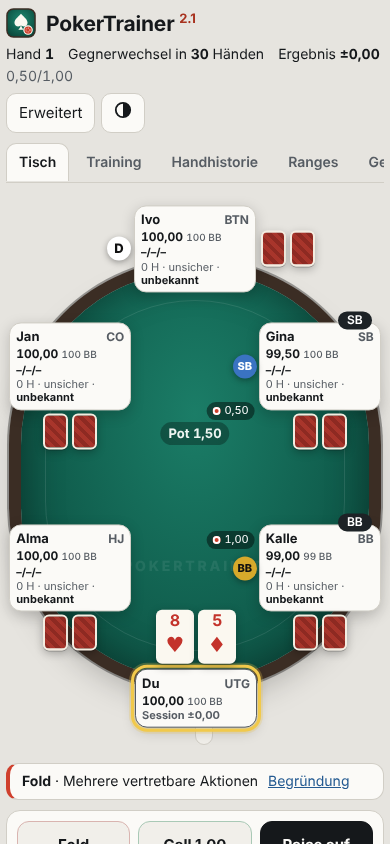 PokerTrainer 2.1
Hand 1 Gegnerwechsel in 30 Händen Ergebnis ±0,00
0,50/1,00
Erweitert
Tisch Training Handhistorie Ranges Ge
Ivo BTN
100,00 100 BB
–/–/–
0 H · unsicher ·
unbekannt
D
SB
Jan CO
100,00 100 BB
–/–/–
0 H · unsicher ·
unbekannt
Gina SB
99,50 100 BB
–/–/–
0 H · unsicher ·
unbekannt
SB
0,50
Pot 1,50
BB
Alma HJ
100,00 100 BB
–/–/–
0 H · unsicher ·
unbekannt
Kalle BB
99,00 99 BB
–/–/–
0 H · unsicher ·
unbekannt
1,00
BB
8 5
Du UTG
100,00 100 BB
Session ±0,00
Fold · Mehrere vertretbare Aktionen Begründung
Fold Call 1,00 Raise auf